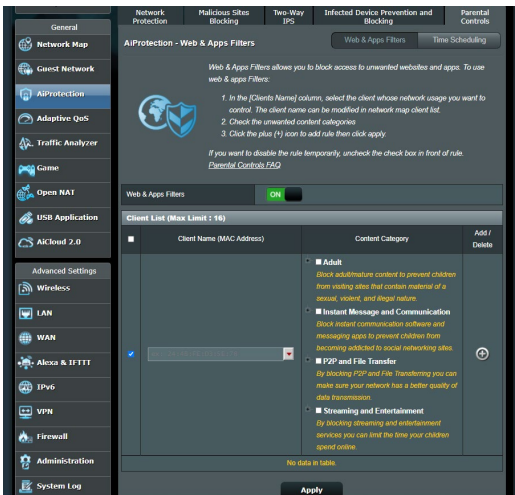 Network Protection
Malicious Sites Blocking
Two-Way IPS
Infected Device Prevention and Blocking
Parental Controls
General
Network Map
Guest Network
AiProtection
Adaptive QoS
Traffic Analyzer
Game
Open NAT
USB Application
AiCloud 2.0
Advanced Settings
Wireless
LAN
WAN
Alexa & IFTTT
IPv6
VPN
Firewall
Administration
System Log
AiProtection - Web & Apps Filters
Web & Apps Filters
Time Scheduling
Web & Apps Filters allows you to block access to unwanted websites and apps. To use
web & apps Filters:
1. In the [Clients Name] column, select the client whose network usage you want to
control. The client name can be modified in network map client list.
2. Check the unwanted content categories
3. Click the plus (+) icon to add rule then click apply.
If you want to disable the rule temporarily, uncheck the check box in front of rule.
Parental Controls FAQ
Web & Apps Filters
ON
Client List (Max Limit : 16)
Client Name (MAC Address)
Content Category
Add /
Delete
Adult
Block adult/mature content to prevent children
from visiting sites that contain material of a
sexual, violent, and illegal nature.
Instant Message and Communication
Block instant communication software and
messaging apps to prevent children from
becoming addicted to social networking sites.
P2P and File Transfer
By blocking P2P and File Transferring you can
make sure your network has a better quality of
data transmission.
Streaming and Entertainment
By blocking streaming and entertainment
services you can limit the time your children
spend online.
No data in table.
Apply